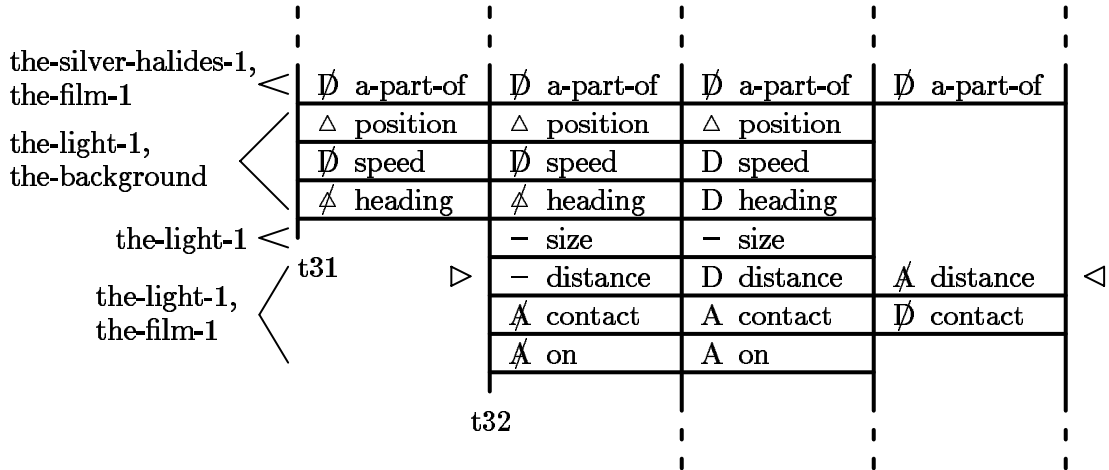 the-silver-halides-1,
the-film-1
D̸ a-part-of D̸ a-part-of D̸ a-part-of D̸ a-part-of
the-light-1,
the-background
△ position △ position △ position
D̸ speed D̸ speed D speed
△̸ heading △̸ heading D heading
the-light-1
– size – size
t31
the-light-1,
the-film-1
▷ – distance D distance A̸ distance ◁
A̸ contact A contact D̸ contact
A̸ on A on
t32